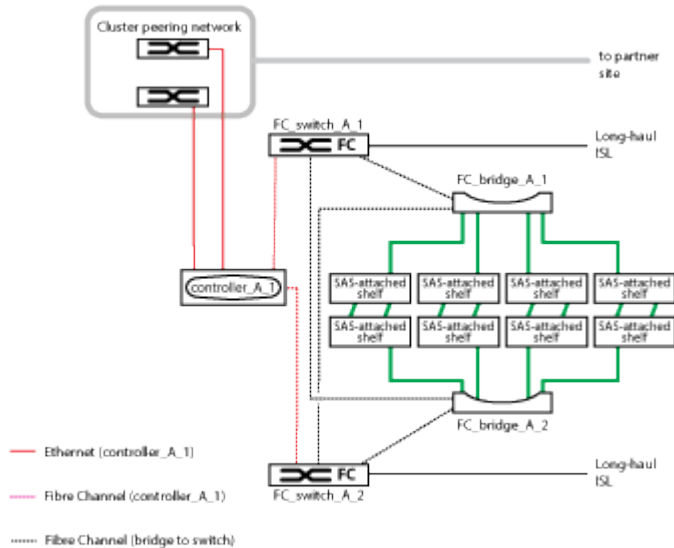 Cluster peering network
to partner
site
FC_switch_A_1
FC
Long-haul
ISL
FC_bridge_A_1
controller_A_1
SAS-attached
shelf
SAS-attached
shelf
SAS-attached
shelf
SAS-attached
shelf
SAS-attached
shelf
SAS-attached
shelf
SAS-attached
shelf
SAS-attached
shelf
FC_bridge_A_2
Ethernet (controller_A_1)
FC
Long-haul
ISL
FC_switch_A_2
Fibre Channel (controller_A_1)
Fibre Channel (bridge to switch)